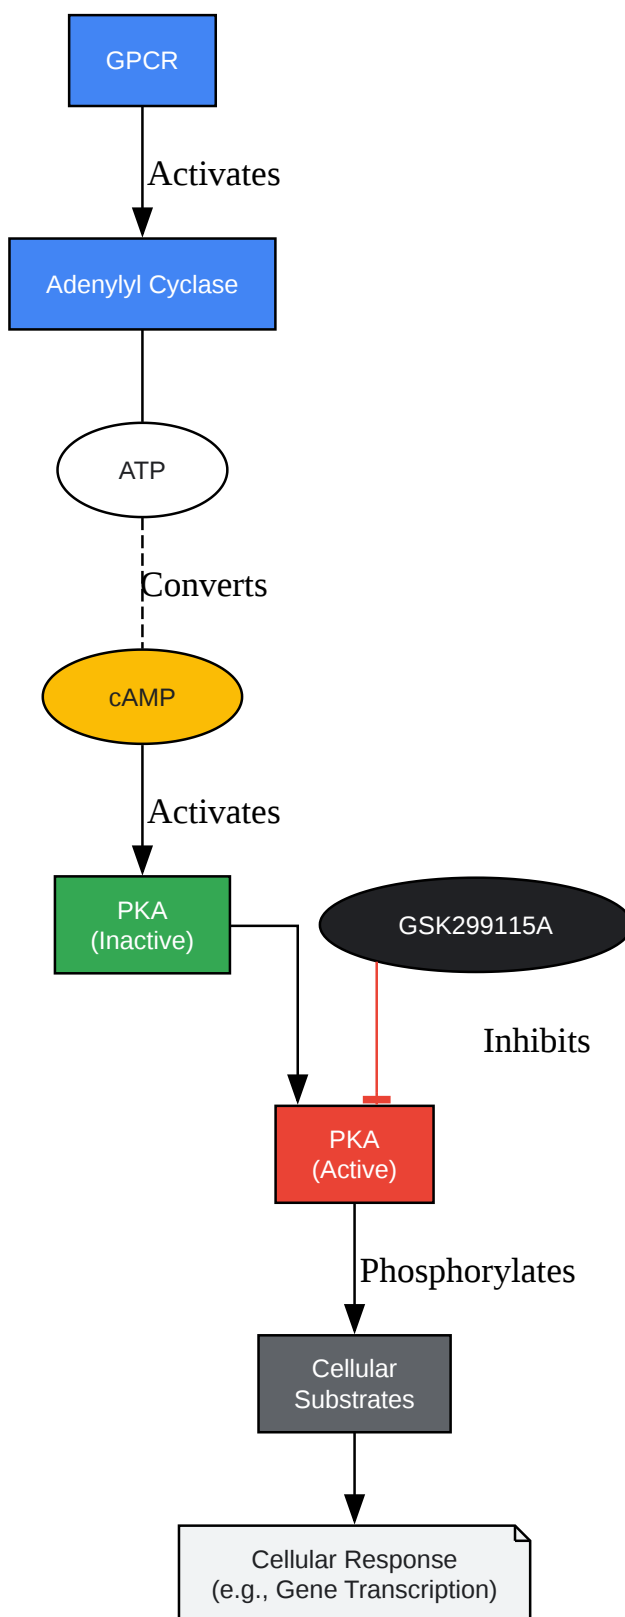 GPCR
Activates
Adenylyl Cyclase
ATP
Converts
cAMP
Activates
PKA
(Inactive)
GSK299115A
Inhibits
PKA
(Active)
Phosphorylates
Cellular
Substrates
Cellular Response
(e.g., Gene Transcription)